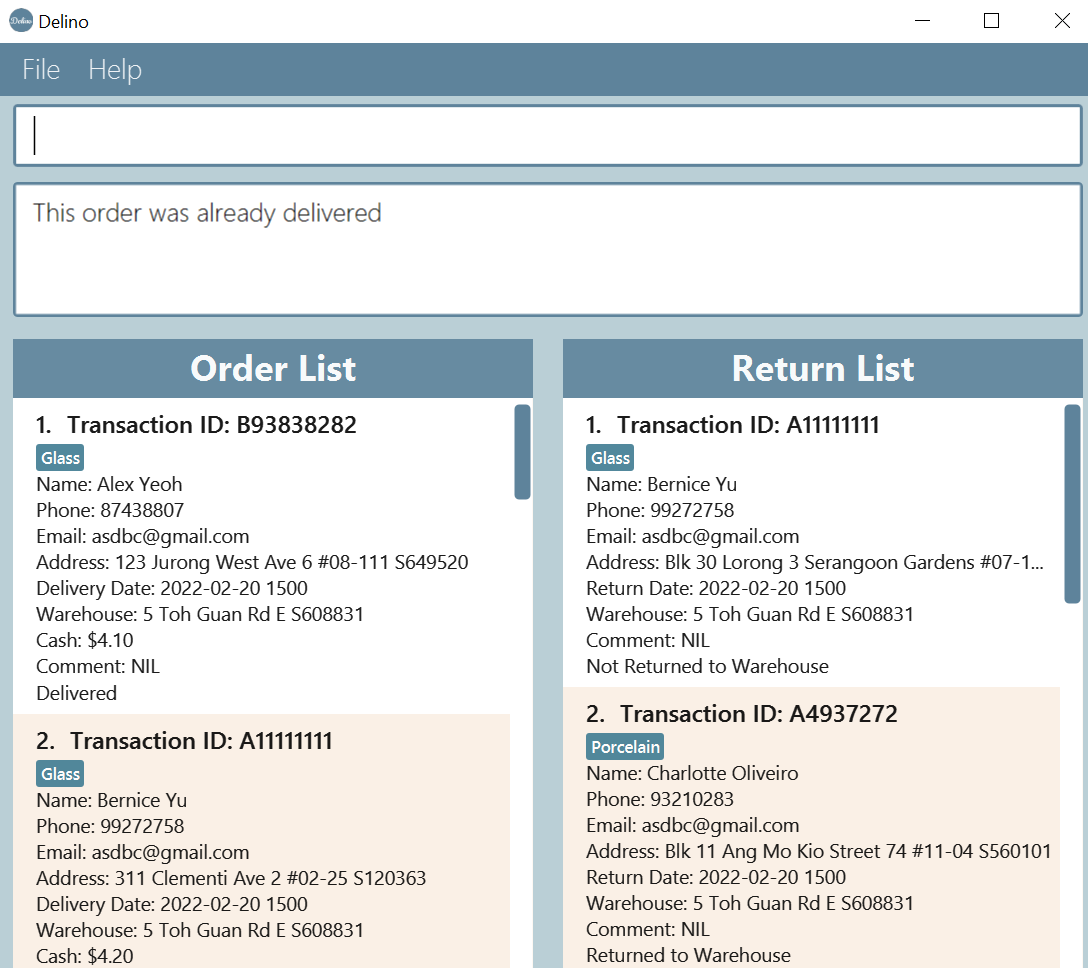 Delino
File Help
This order was already delivered
Order List
1. Transaction ID: B93838282
Glass
Name: Alex Yeoh
Phone: 87438807
Email: asdbc@gmail.com
Address: 123 Jurong West Ave 6 #08-111 S649520
Delivery Date: 2022-02-20 1500
Warehouse: 5 Toh Guan Rd E S608831
Cash: $4.10
Comment: NIL
Delivered
2. Transaction ID: A11111111
Glass
Name: Bernice Yu
Phone: 99272758
Email: asdbc@gmail.com
Address: 311 Clementi Ave 2 #02-25 S120363
Delivery Date: 2022-02-20 1500
Warehouse: 5 Toh Guan Rd E S608831
Cash: $4.20
Return List
1. Transaction ID: A11111111
Glass
Name: Bernice Yu
Phone: 99272758
Email: asdbc@gmail.com
Address: Blk 30 Lorong 3 Serangoon Gardens #07-1...
Return Date: 2022-02-20 1500
Warehouse: 5 Toh Guan Rd E S608831
Comment: NIL
Not Returned to Warehouse
2. Transaction ID: A4937272
Porcelain
Name: Charlotte Oliveiro
Phone: 93210283
Email: asdbc@gmail.com
Address: Blk 11 Ang Mo Kio Street 74 #11-04 S560101
Return Date: 2022-02-20 1500
Warehouse: 5 Toh Guan Rd E S608831
Comment: NIL
Returned to Warehouse